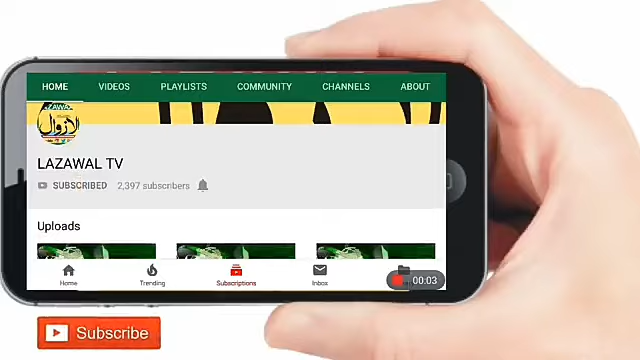 HOME VIDEOS PLAYLISTS COMMUNITY CHANNELS ABOUT
لازوال
LAZAWAL TV
SUBSCRIBED 2,397 subscribers
Uploads
Home Trending Subscriptions Inbox
00:03
Subscribe